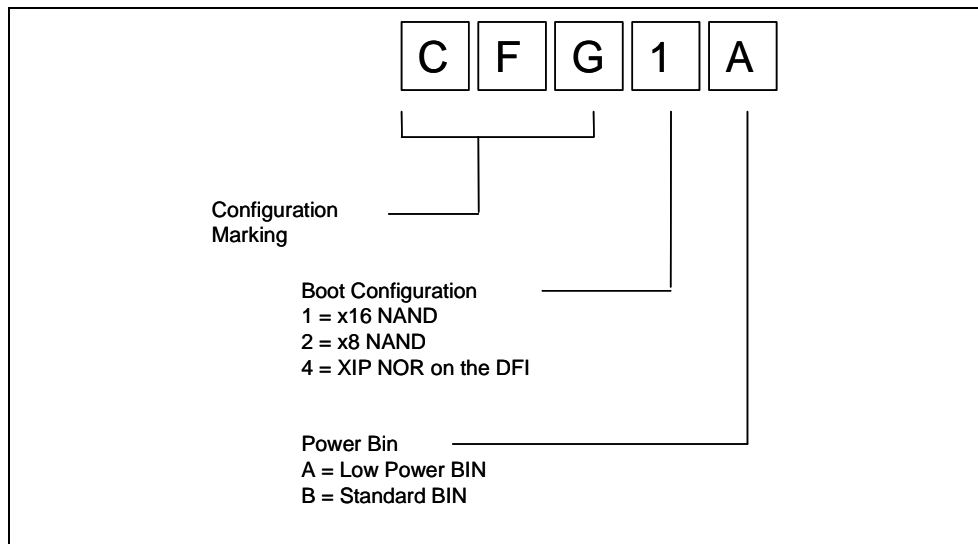 C F G 1 A
Configuration
Marking
Boot Configuration
1 = x16 NAND
2 = x8 NAND
4 = XIP NOR on the DFI
Power Bin
A = Low Power BIN
B = Standard BIN